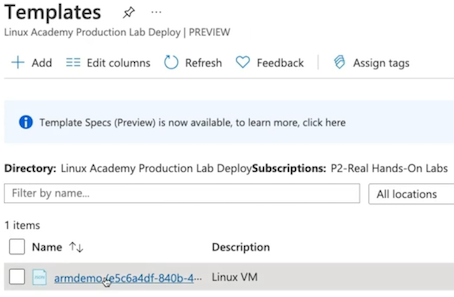 Templates
Linux Academy Production Lab Deploy | PREVIEW
Add Edit columns Refresh Feedback Assign tags
Template Specs (Preview) is now available, to learn more, click here
Directory: Linux Academy Production Lab DeploySubscriptions: P2-Real Hands-On Labs
Filter by name... All locations
1 items
Name Description
armdemo/e5c6a4df-840b-4··· Linux VM